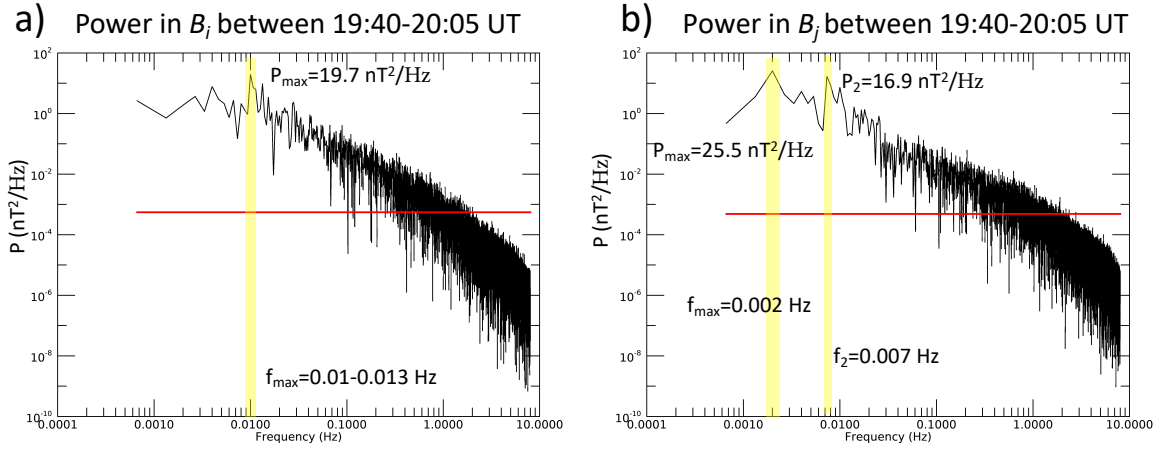 a) Power in Bᵢ between 19:40-20:05 UT
P (nT²/Hz)
10²
10⁰
10⁻²
10⁻⁴
10⁻⁶
10⁻⁸
10⁻¹⁰
Pmax=19.7 nT²/Hz
fmax=0.01-0.013 Hz
0.0001 0.0010 0.0100 0.1000 1.0000 10.0000
Frequency (Hz)
b) Power in Bⱼ between 19:40-20:05 UT
P (nT²/Hz)
10²
10⁰
10⁻²
10⁻⁴
10⁻⁶
10⁻⁸
10⁻¹⁰
P₂=16.9 nT²/Hz
Pmax=25.5 nT²/Hz
fmax=0.002 Hz
f₂=0.007 Hz
0.0001 0.0010 0.0100 0.1000 1.0000 10.0000
Frequency (Hz)